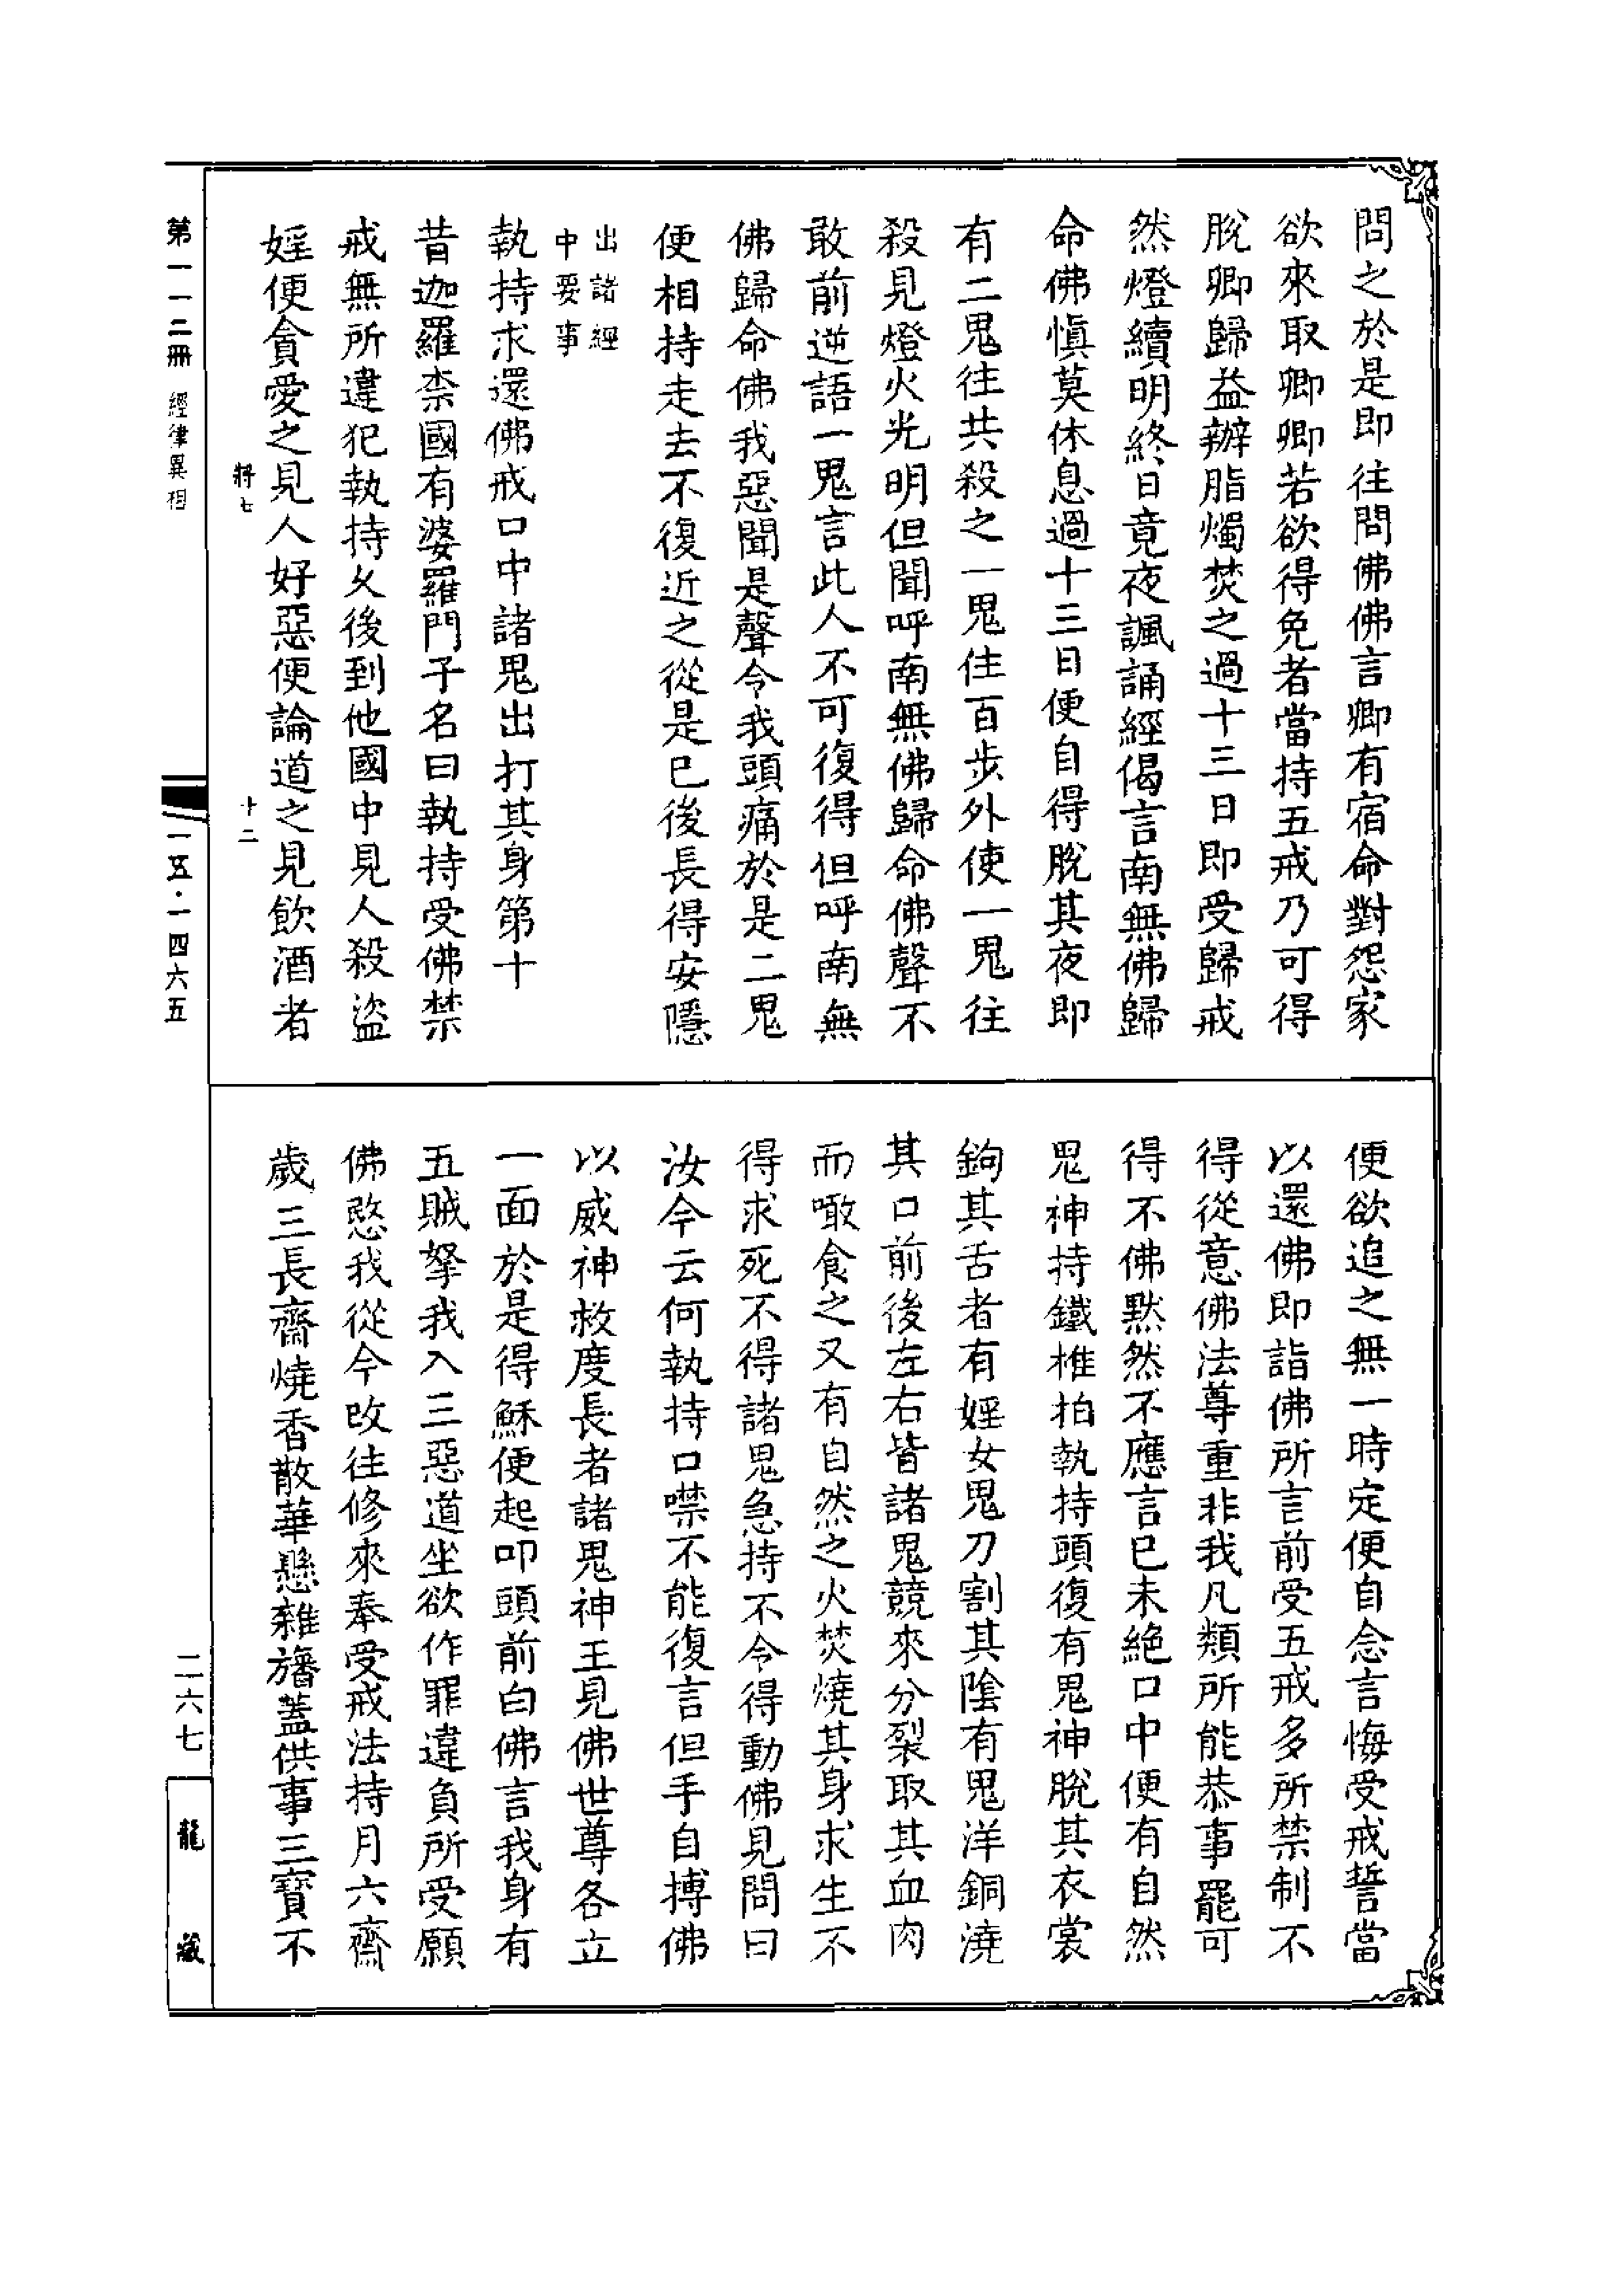 問之於是即往問佛佛言卿有宿命對怨家
欲來取卿卿若欲得免者當持五戒乃可得
脫卿歸益辦脂燭焚之過十三日即受歸戒
然燈續明終日竟夜諷誦經偈言南無佛歸
命佛慎莫休息過十三日便自得脫其夜即
有二鬼往共殺之一鬼住百步外使一鬼往
殺見燈火光明但聞呼南無佛歸命佛聲不
敢前逆語一鬼言此人不可復得但呼南無
佛歸命佛我惡聞是聲令我頭痛於是二鬼
便相持走去不復近之從是已後長得安隱
出諸經
中要事
執持求還佛戒口中諸鬼出打其身第十
昔迦羅柰國有婆羅門子名曰執持受佛禁
戒無所違犯執持久後到他國中見人殺盜
婬便貪愛之見人好惡便論道之見飲酒者
將七
十二
便欲追之無一時定便自念言悔受戒誓當
以還佛即詣佛所言前受五戒多所禁制不
得從意佛法尊重非我凡類所能恭事罷可
得不佛默然不應言已未絕口中便有自然
鬼神持鐵椎拍執持頭復有鬼神脫其衣裳
鉤其舌者有婬女鬼刀割其陰有鬼洋銅澆
其口前後左右皆諸鬼競來分裂取其血肉
而噉食之又有自然之火焚燒其身求生不
得求死不得諸鬼急持不令得動佛見問曰
汝今云何執持口噤不能復言但手自搏佛
以威神救度長者諸鬼神王見佛世尊各立
一面於是得穌便起叩頭前白佛言我身有
五賊牽我入三惡道坐欲作罪違負所受願
佛愍我從今改往修來奉受戒法持月六齋
歲三長齋燒香散華懸雜旛蓋供事三寶不
第一一二冊 經律異相
一五·一四六五
二六七
龍藏